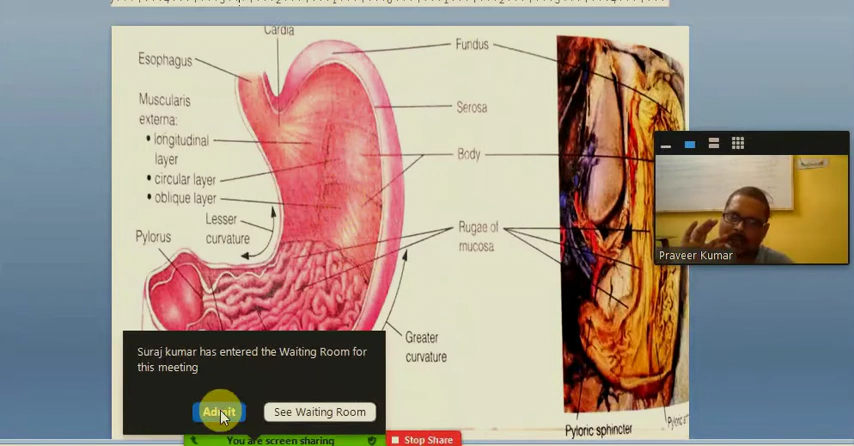 Cardia
Esophagus
Fundus
Muscularis
externa:
• longitudinal
layer
• circular layer
• oblique layer
Serosa
Body
Lesser
curvature
Pylorus
Rugae of
mucosa
Praveer Kumar
Greater
curvature
Suraj kumar has entered the Waiting Room for
this meeting
Admit
See Waiting Room
You are screen sharing
Stop Share
Pyloric sphincter